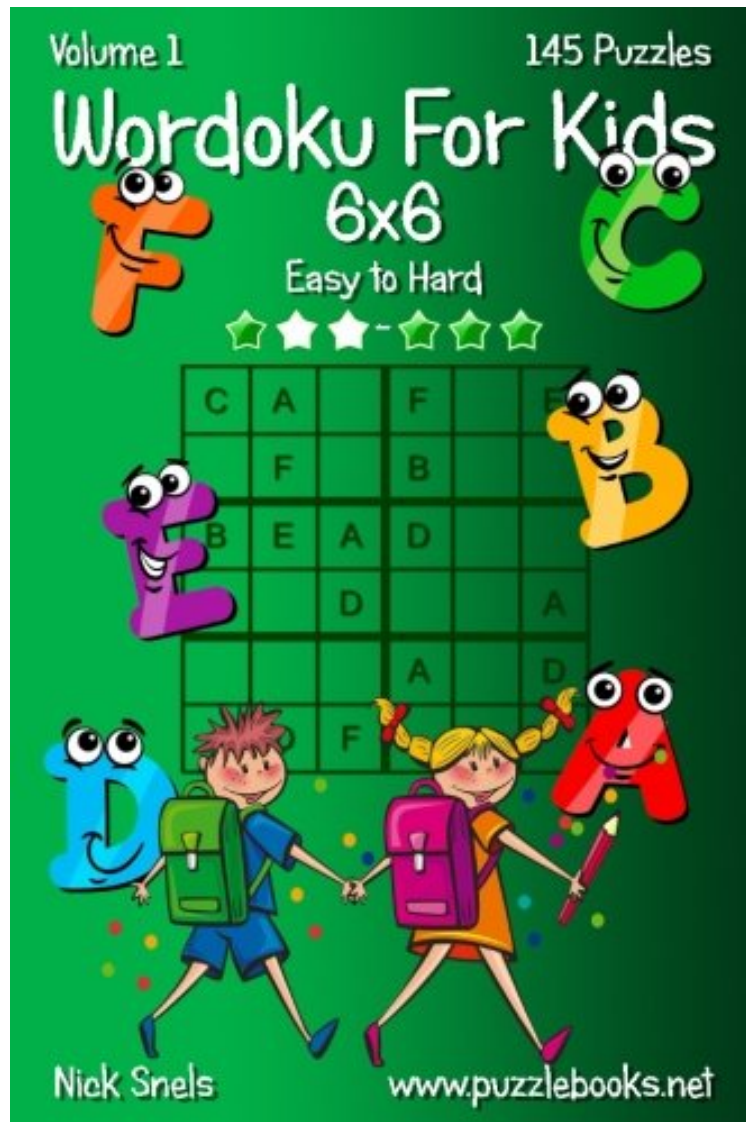 Volume 1 145 Puzzles
Wordoku For Kids
6x6
Easy to Hard
C A F E
F B
B E A D
D A
A D
F
F
C
B
E
D
A
Nick Snels www.puzzlebooks.net